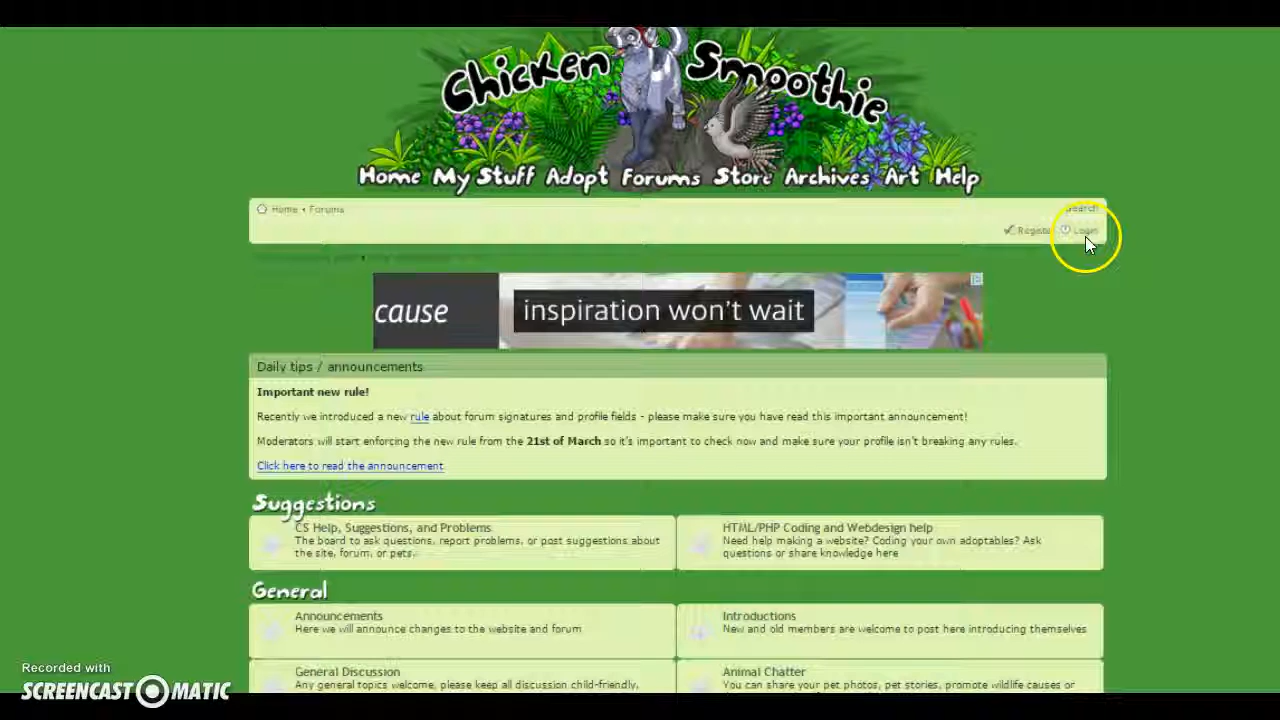 Chicken Smoothie
Home My Stuff Adopt Forums Store Archives Art Help
Home Forums
Search
Login
cause
inspiration won't wait
Daily tips / announcements
Important new rule!
Recently we introduced a new rule about forum signatures and profile fields - please make sure you have read this important announcement!
Moderators will start enforcing the new rule from the 21st of March so it's important to check now and make sure your profile isn't breaking any rules.
Click here to read the announcement
Suggestions
CS Help, Suggestions, and Problems
The board to ask questions, report problems, or post suggestions about
the site, forum, or pets.
HTML/PHP Coding and Webdesign help
Need help making a website? Coding your own adoptables? Ask
questions or share knowledge here
General
Announcements
Here we will announce changes to the website and forum
Introductions
New and old members are welcome to post here introducing themselves
General Discussion
Any general topics welcome, please keep all discussion child-friendly,
Animal Chatter
You can share your pet photos, pet stories, promote wildlife causes or
Recorded with
SCREENCAST-O-MATIC